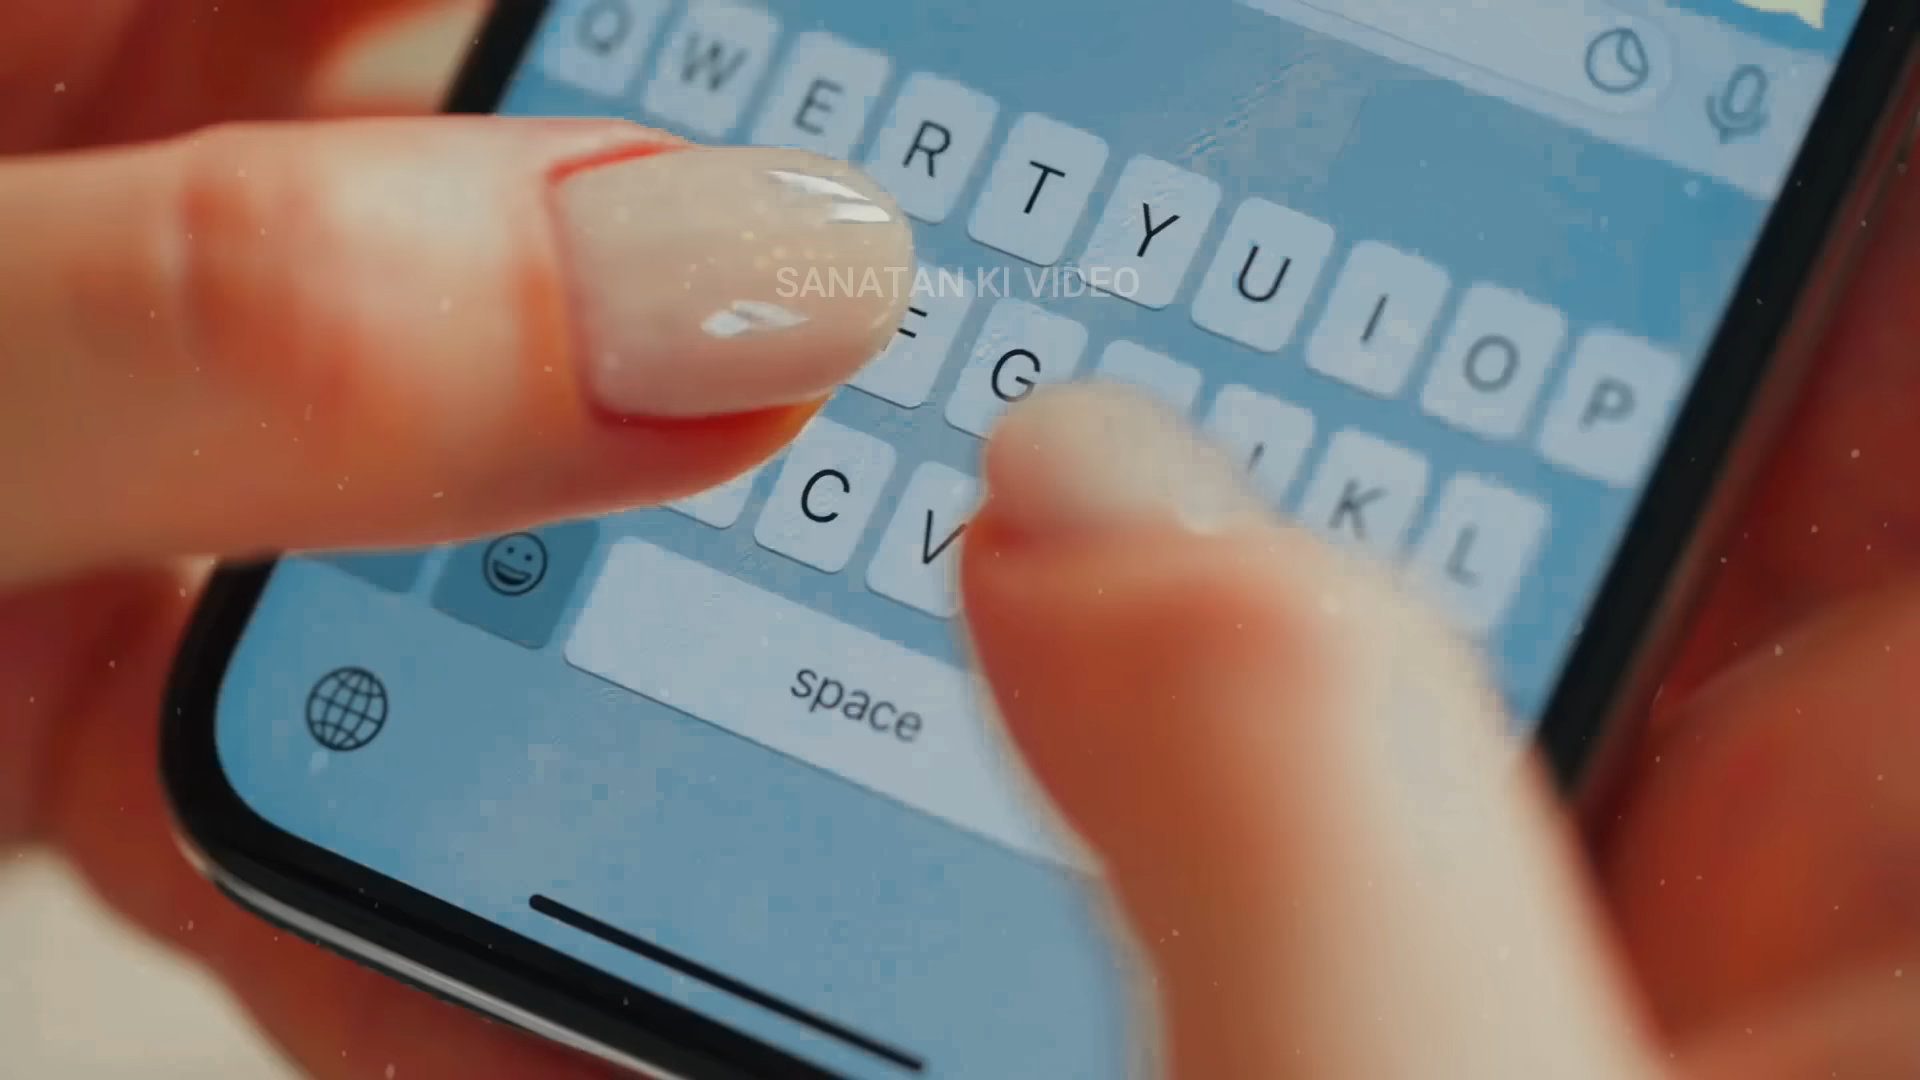 Q W E R T Y U I O P
F G J K L
C V
space
SANATAN KI VIDEO